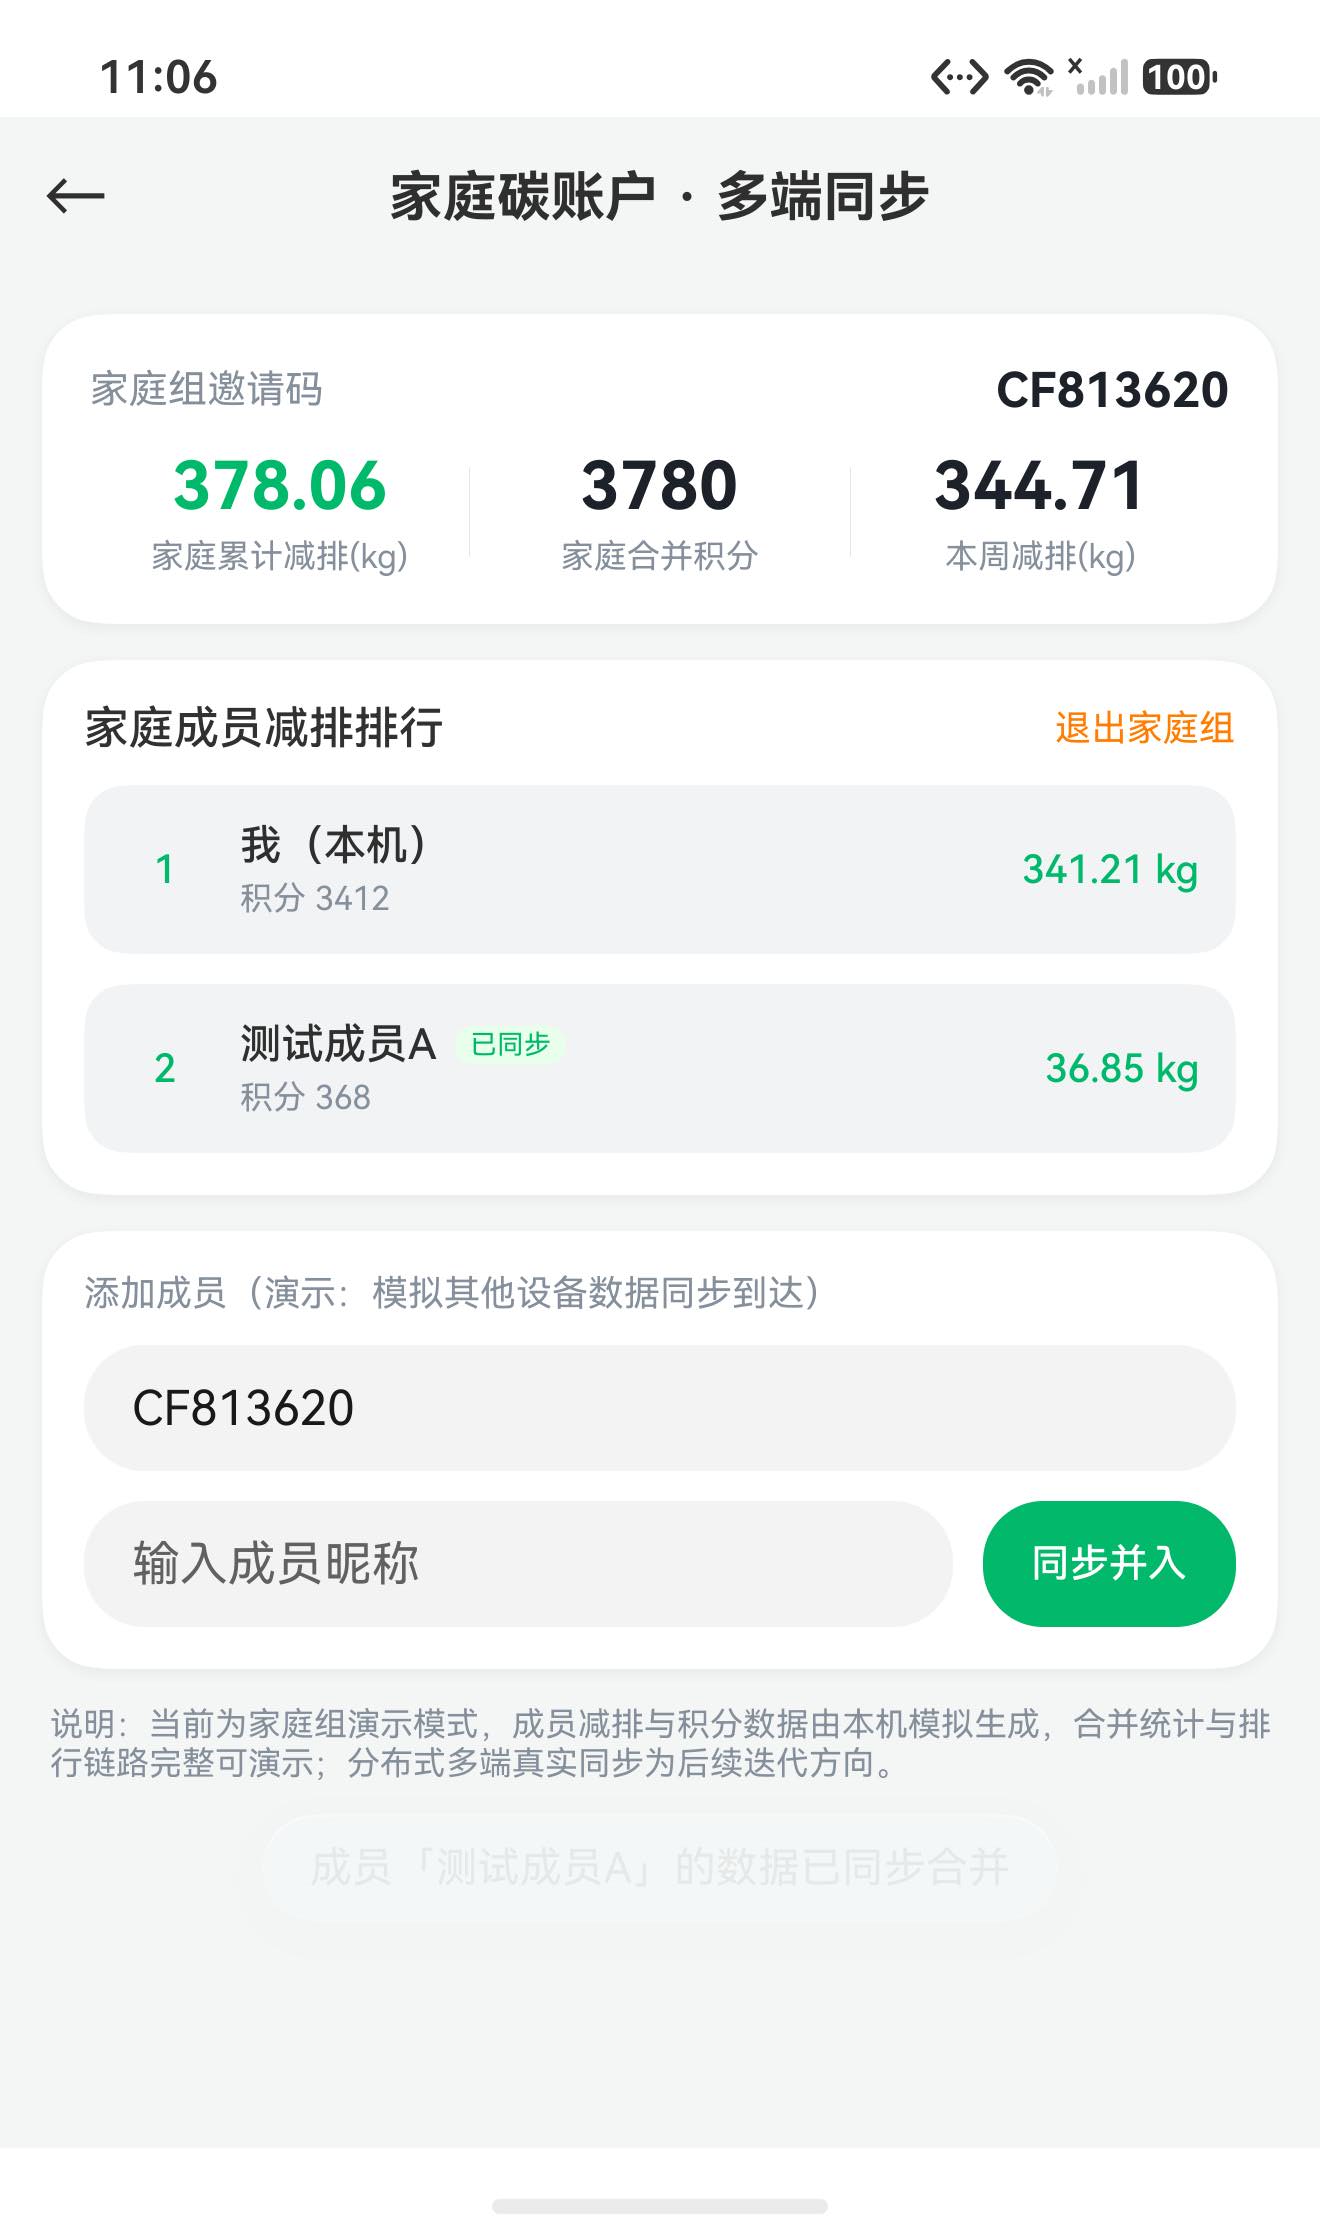 11:06
100
家庭碳账户 · 多端同步
家庭组邀请码
CF813620
378.06
3780
344.71
家庭累计减排(kg)
家庭合并积分
本周减排(kg)
家庭成员减排排行
退出家庭组
1
我（本机）
积分 3412
341.21 kg
2
测试成员A 已同步
积分 368
36.85 kg
添加成员（演示：模拟其他设备数据同步到达）
CF813620
输入成员昵称
同步并入
说明：当前为家庭组演示模式，成员减排与积分数据由本机模拟生成，合并统计与排
行链路完整可演示；分布式多端真实同步为后续迭代方向。
成员「测试成员A」的数据已同步合并